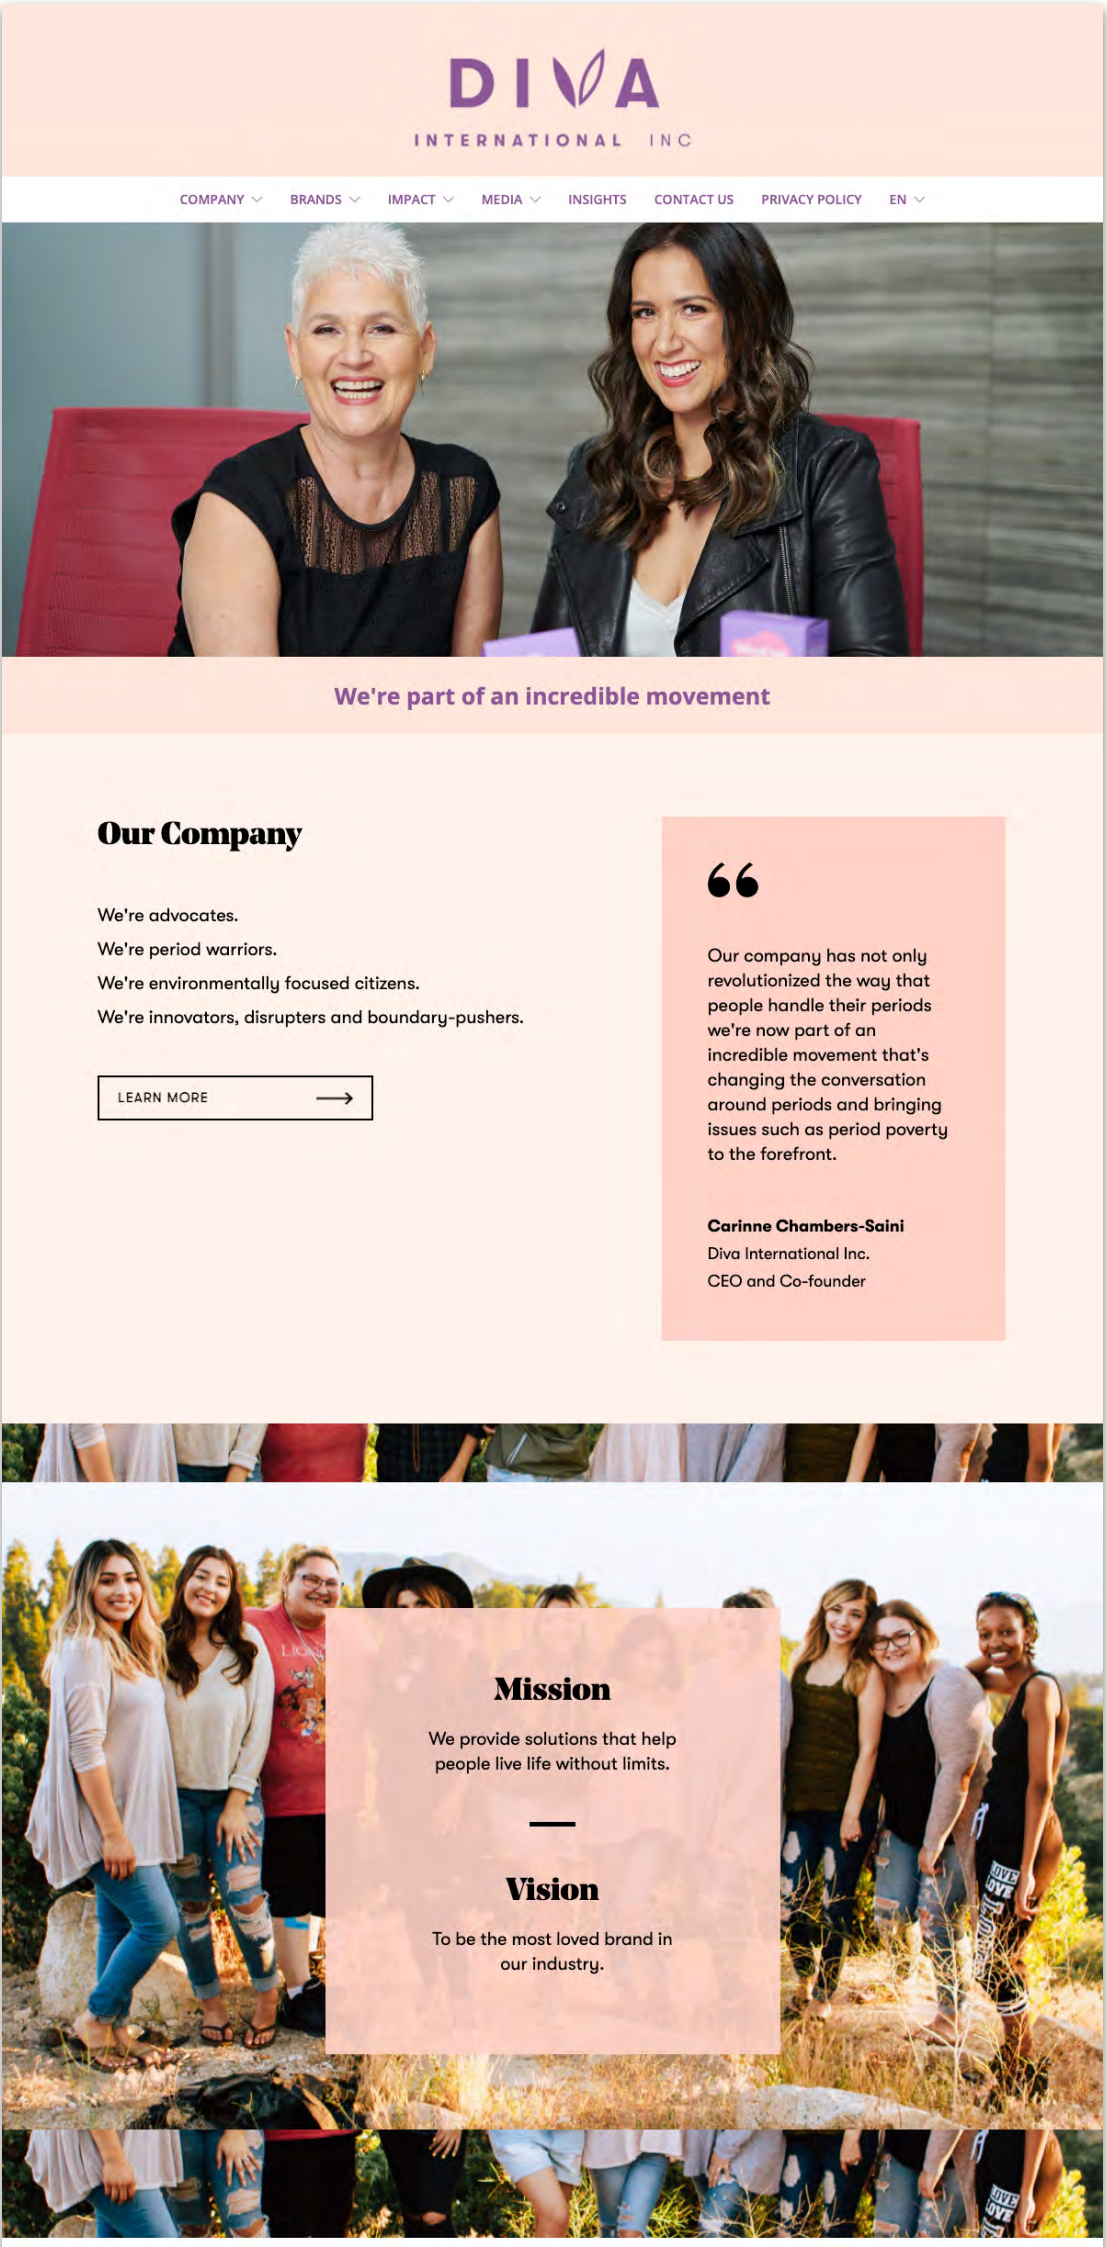 DIVA
INTERNATIONAL INC
COMPANY BRANDS IMPACT MEDIA INSIGHTS CONTACT US PRIVACY POLICY EN
We're part of an incredible movement
Our Company
We're advocates.
We're period warriors.
We're environmentally focused citizens.
We're innovators, disrupters and boundary-pushers.
LEARN MORE
“
Our company has not only
revolutionized the way that
people handle their periods
we're now part of an
incredible movement that's
changing the conversation
around periods and bringing
issues such as period poverty
to the forefront.
Carinne Chambers-Saini
Diva International Inc.
CEO and Co-founder
Mission
We provide solutions that help
people live life without limits.
Vision
To be the most loved brand in
our industry.
LOVE
LOVE
LOVE